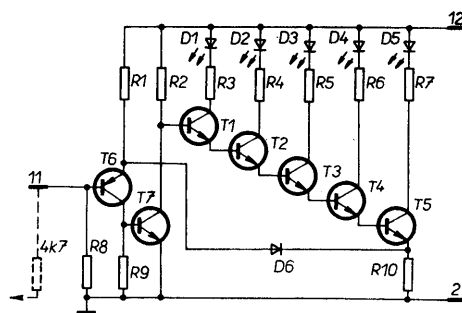 D1 D2 D3 D4 D5 12
R1 R2 R3 R4 R5 R6 R7
T1
T2
T6 T3
11 T7 T4
T5
4k7 R8 R9 D6 R10
2